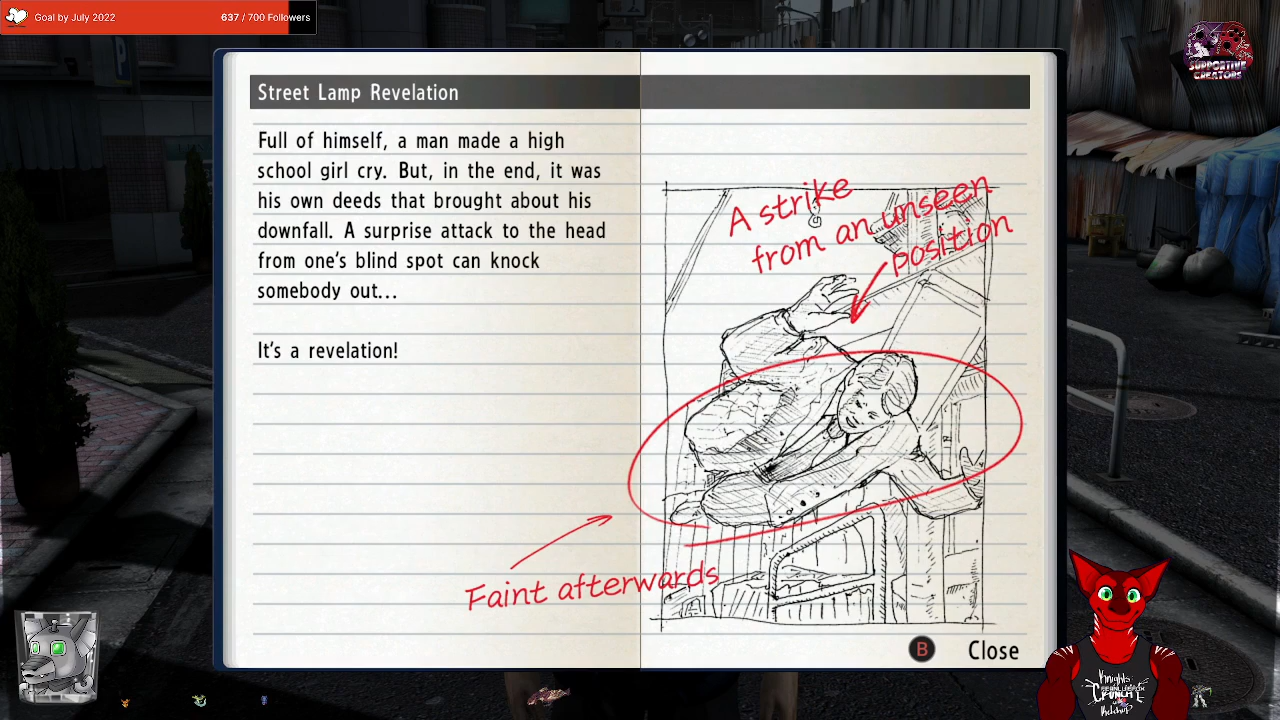 Goal by July 2022
637 / 700 Followers
SUPPORTIVE
CREATORS
Street Lamp Revelation
Full of himself, a man made a high
school girl cry. But, in the end, it was
his own deeds that brought about his
downfall. A surprise attack to the head
from one's blind spot can knock
somebody out...
It's a revelation!
A strike
from an unseen
position
Faint afterwards
B Close
Knights
CRUNCH
Ketchup?